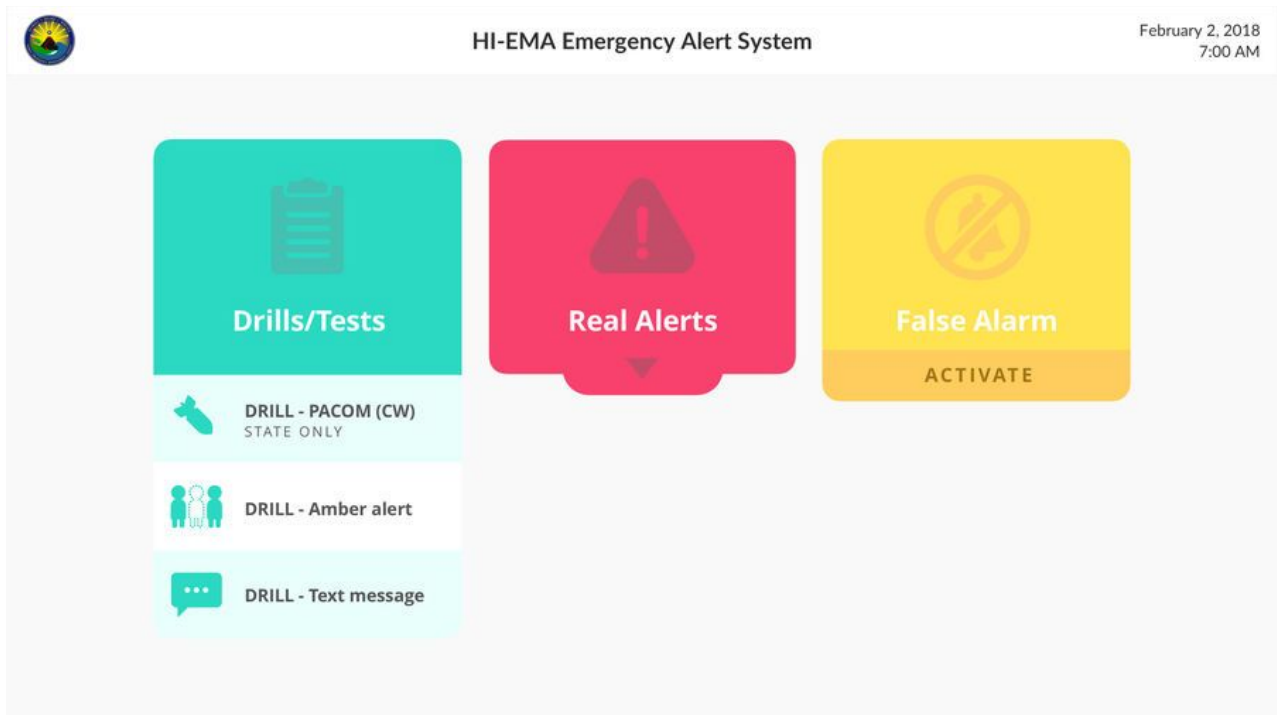 HI-EMA Emergency Alert System
February 2, 2018
7:00 AM
Drills/Tests
DRILL - PACOM (CW)
STATE ONLY
DRILL - Amber alert
DRILL - Text message
Real Alerts
False Alarm
ACTIVATE